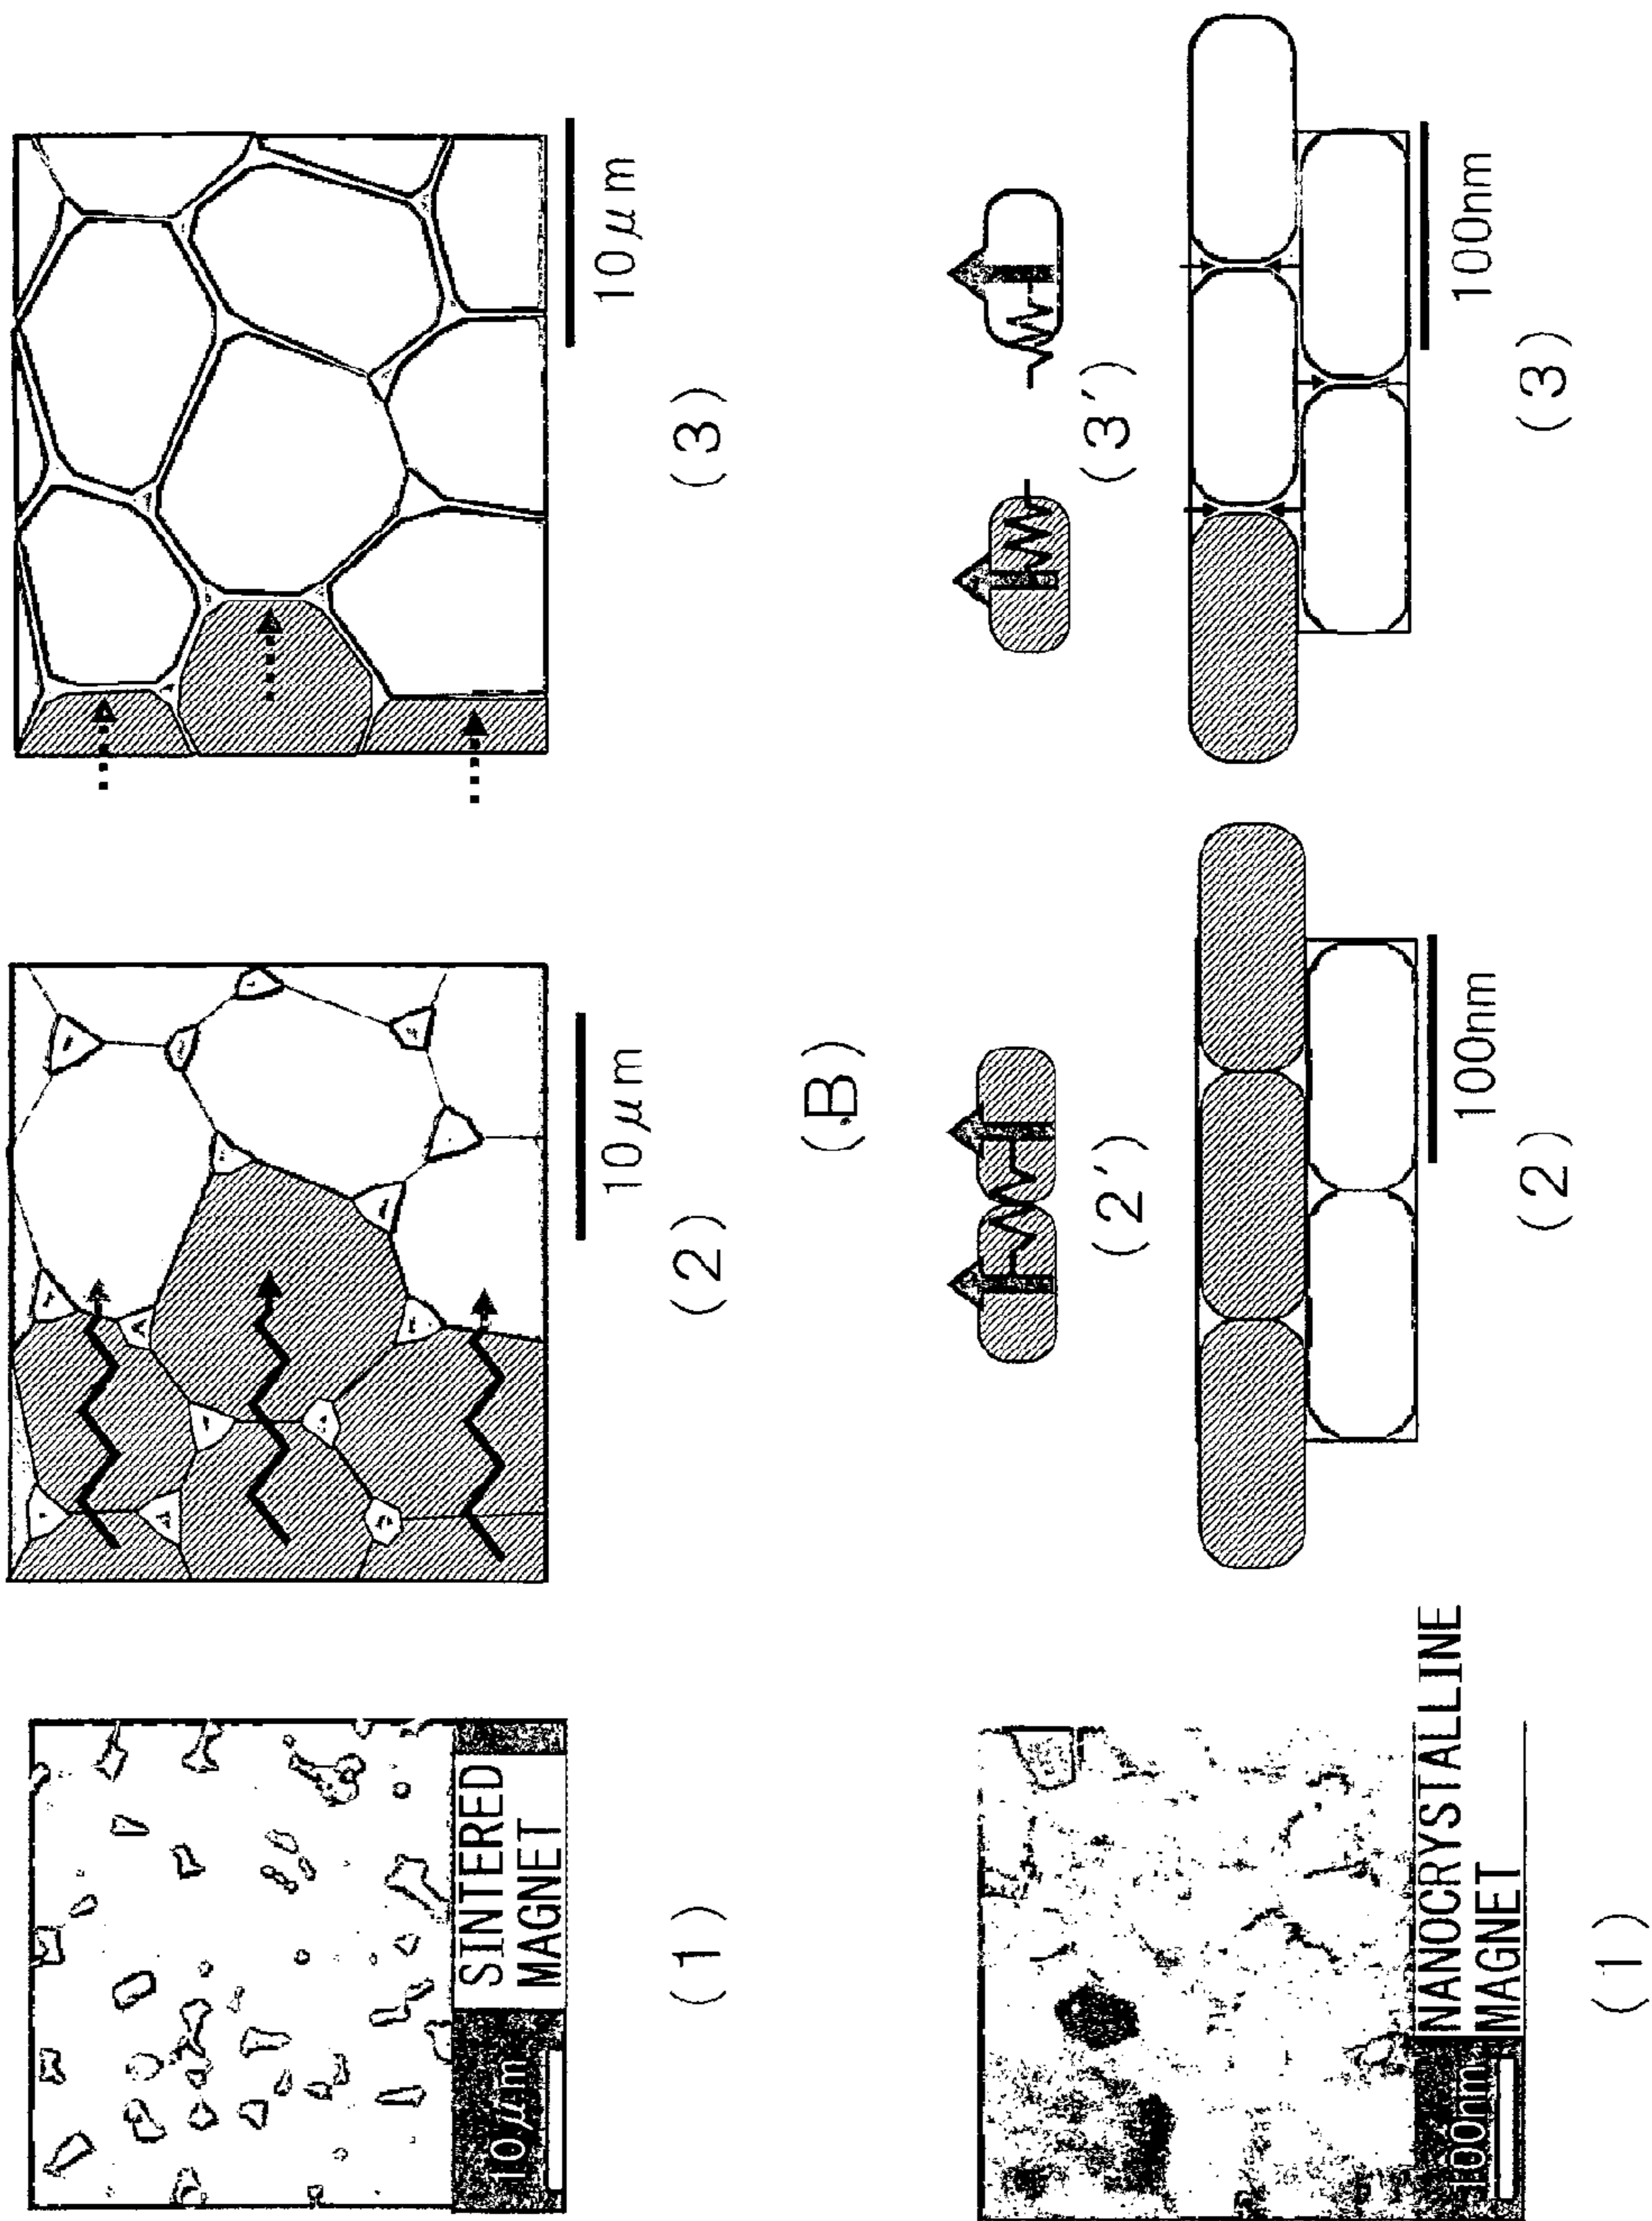 10μm
SINTERED
MAGNET
(1)
10μm
(2)
10μm
(3)
(B)
100nm
NANOCRYSTALLINE
MAGNET
(1)
(2')
100nm
(2)
(3')
100nm
(3)